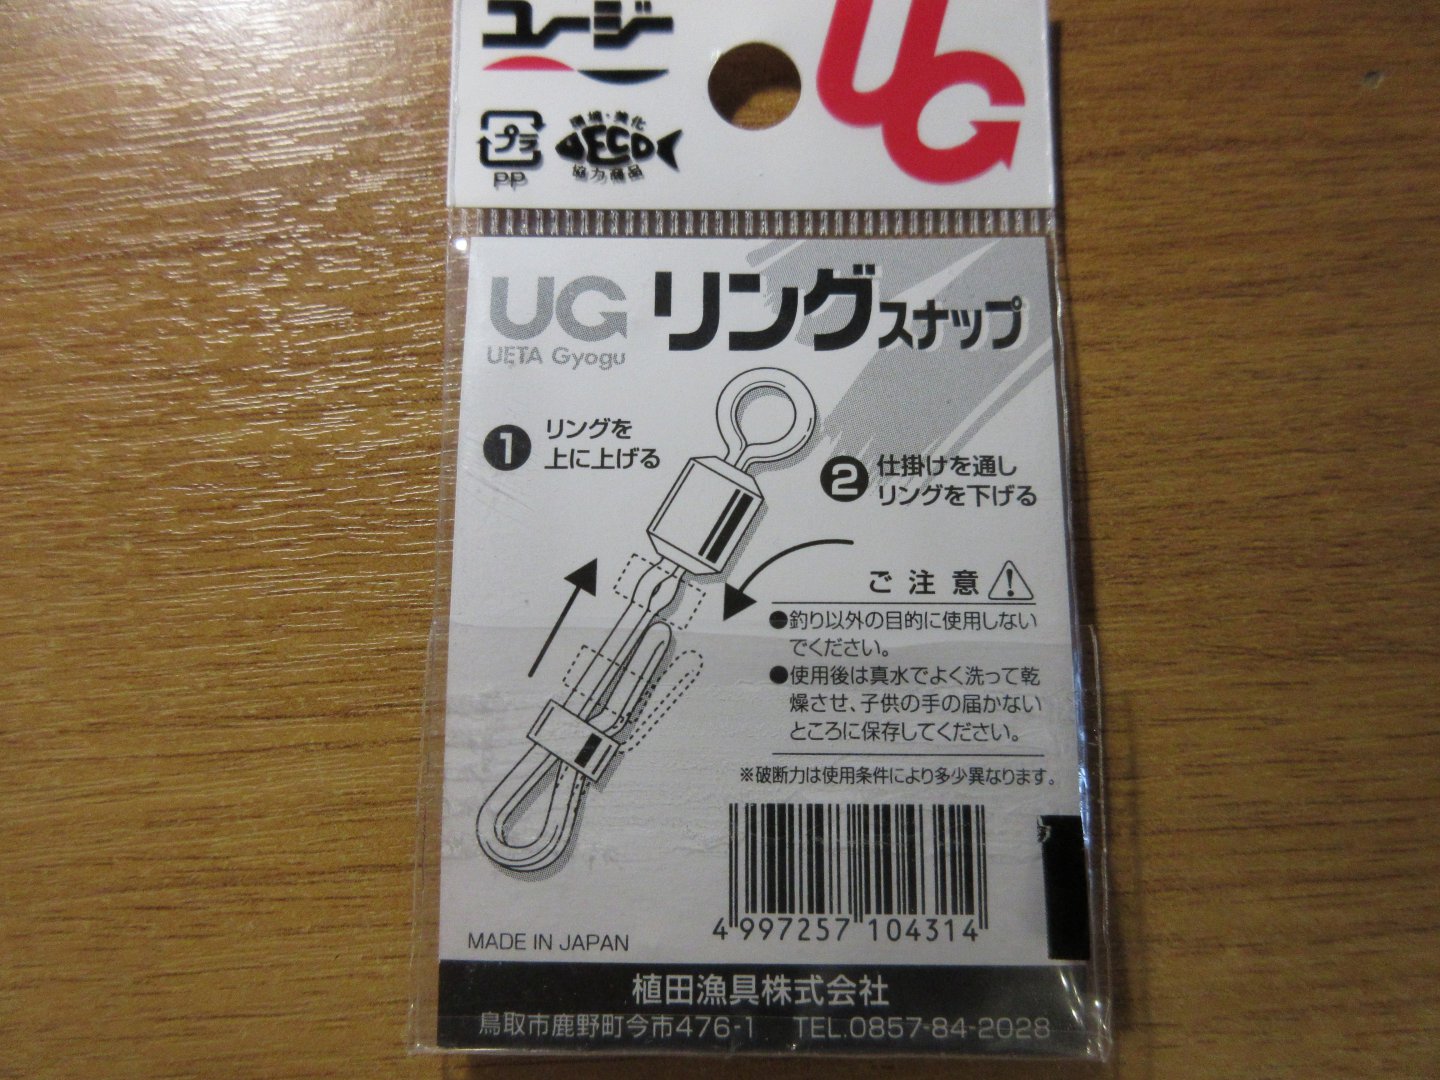 ユージー
UG
プラ
PP
環境・美化
ECO
協力商品
UG
UETA Gyogu
リングスナップ
1 リングを
上に上げる
2 仕掛けを通し
リングを下げる
ご注意
●釣り以外の目的に使用しない
でください。
●使用後は真水でよく洗って乾
燥させ、子供の手の届かない
ところに保存してください。
※破断力は使用条件により多少異なります。
4 997257 104314
MADE IN JAPAN
植田漁具株式会社
鳥取市鹿野町今市476-1 TEL.0857-84-2028